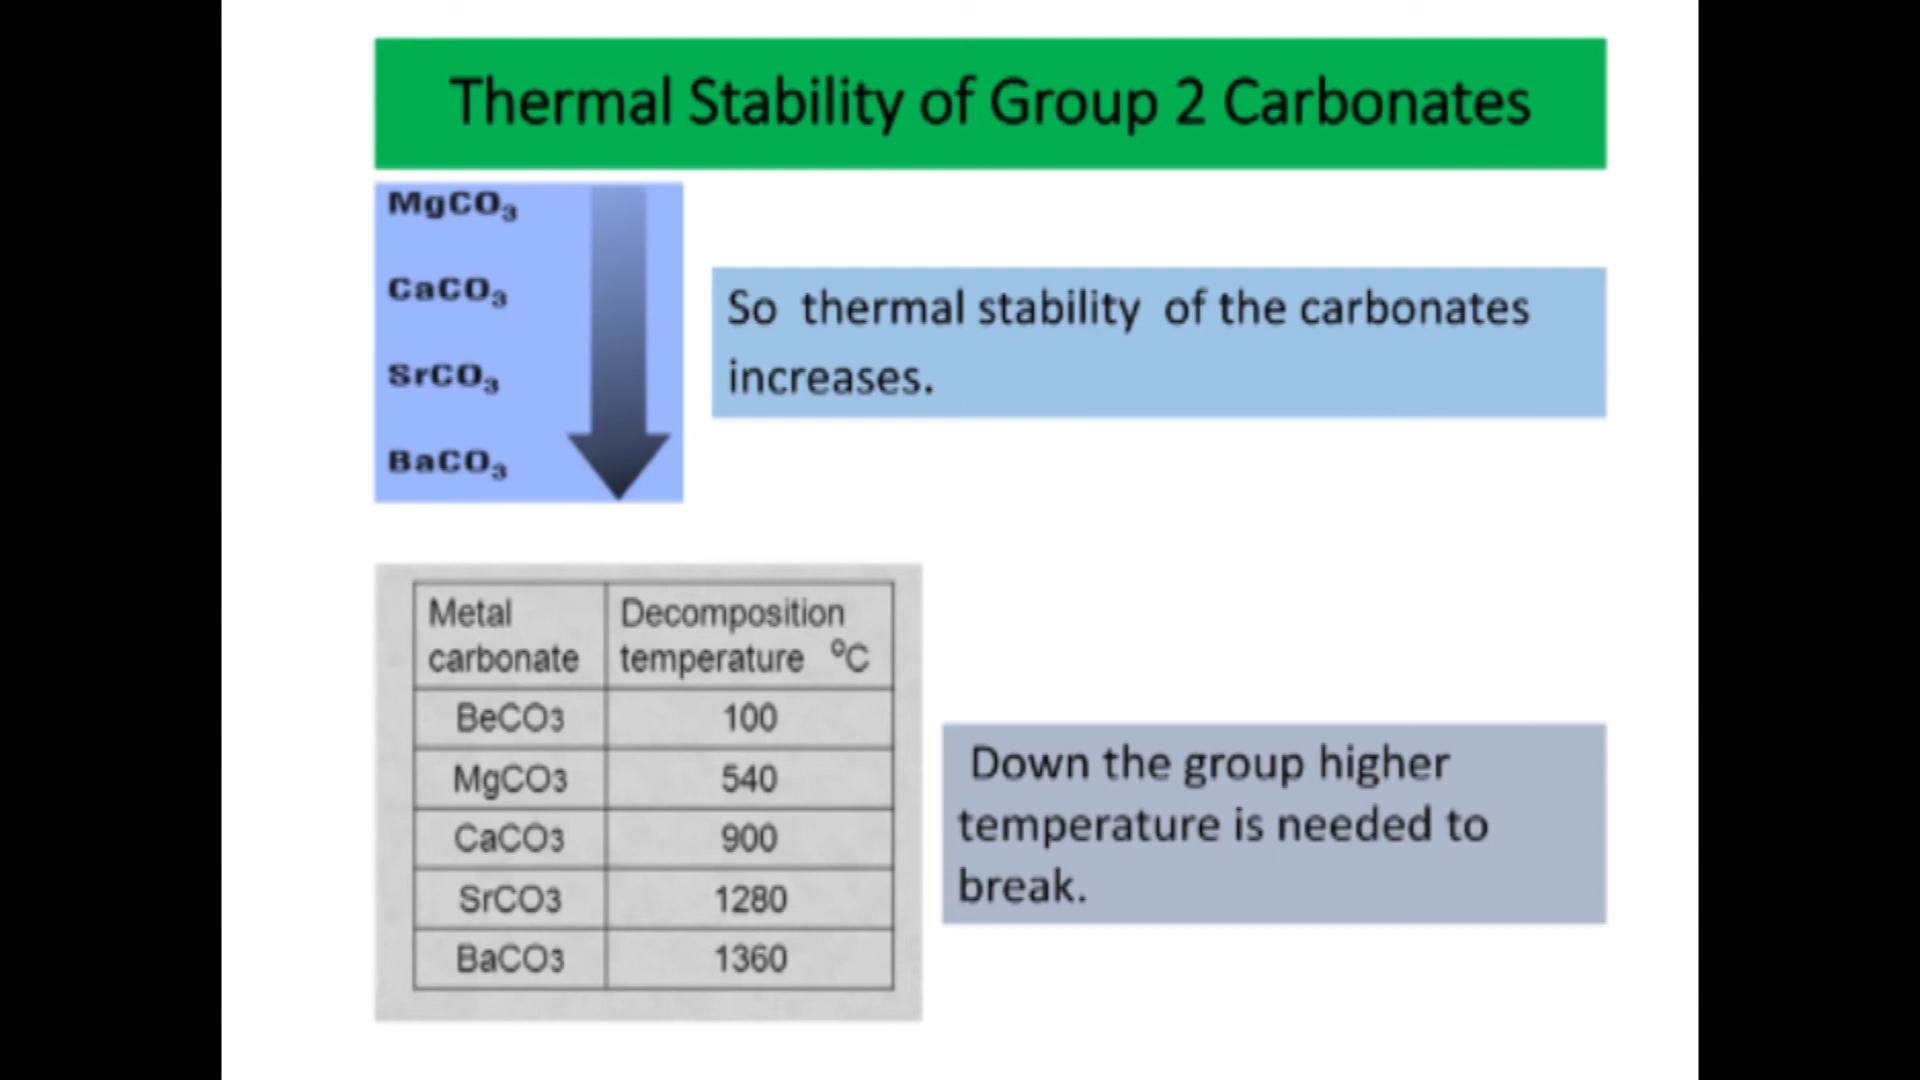 Thermal Stability of Group 2 Carbonates
MgCO₃
CaCO₃
SrCO₃
BaCO₃
So thermal stability of the carbonates
increases.
Metal carbonate Decomposition temperature ⁰C
BeCO3 100
MgCO3 540
CaCO3 900
SrCO3 1280
BaCO3 1360
Down the group higher
temperature is needed to
break.